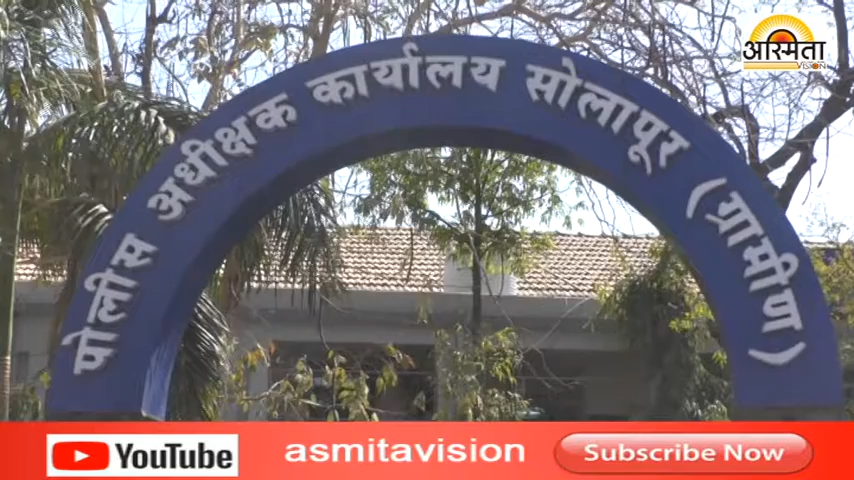 अस्मिता
VISION
पोलीस अधीक्षक कार्यालय सोलापूर (ग्रामीण)
YouTube asmitavision Subscribe Now